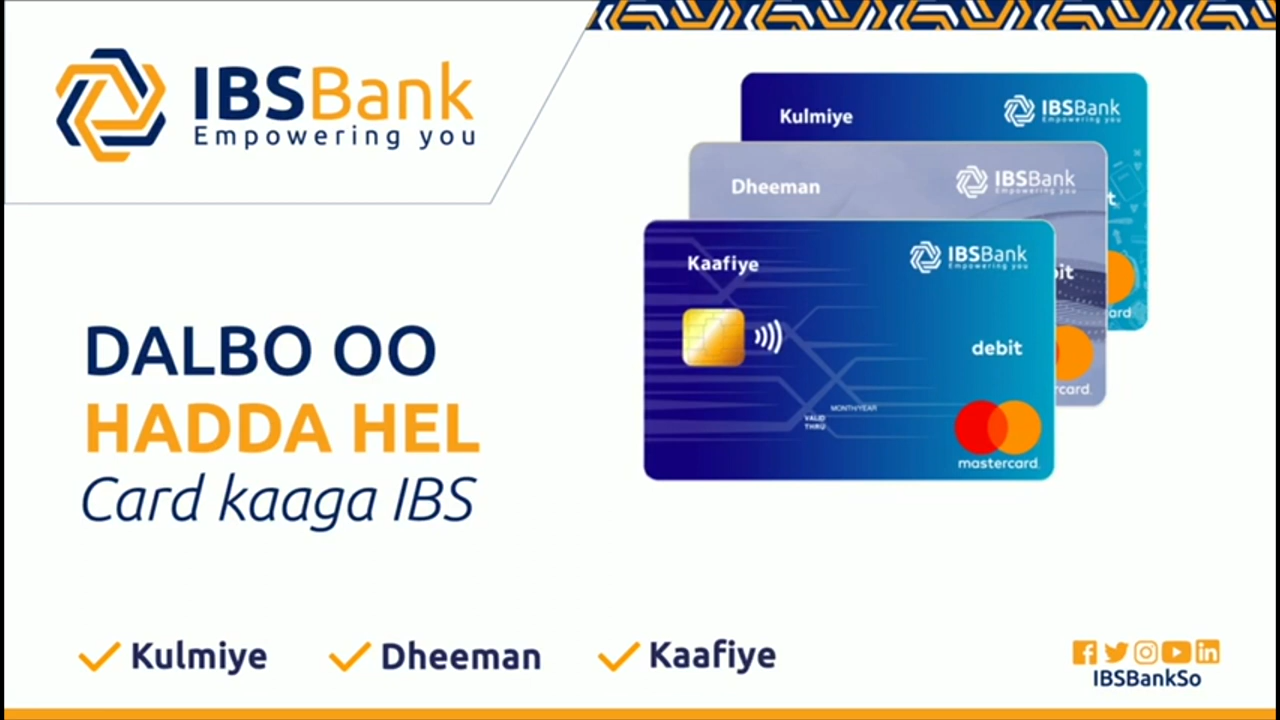 IBSBank
Empowering you
Kulmiye
IBSBank
Empowering you
Dheeman
IBSBank
Empowering you
Kaafiye
IBSBank
Empowering you
debit
MONTH/YEAR
VALID
THRU
mastercard.
DALBO OO
HADDA HEL
Card kaaga IBS
Kulmiye
Dheeman
Kaafiye
IBSBankSo